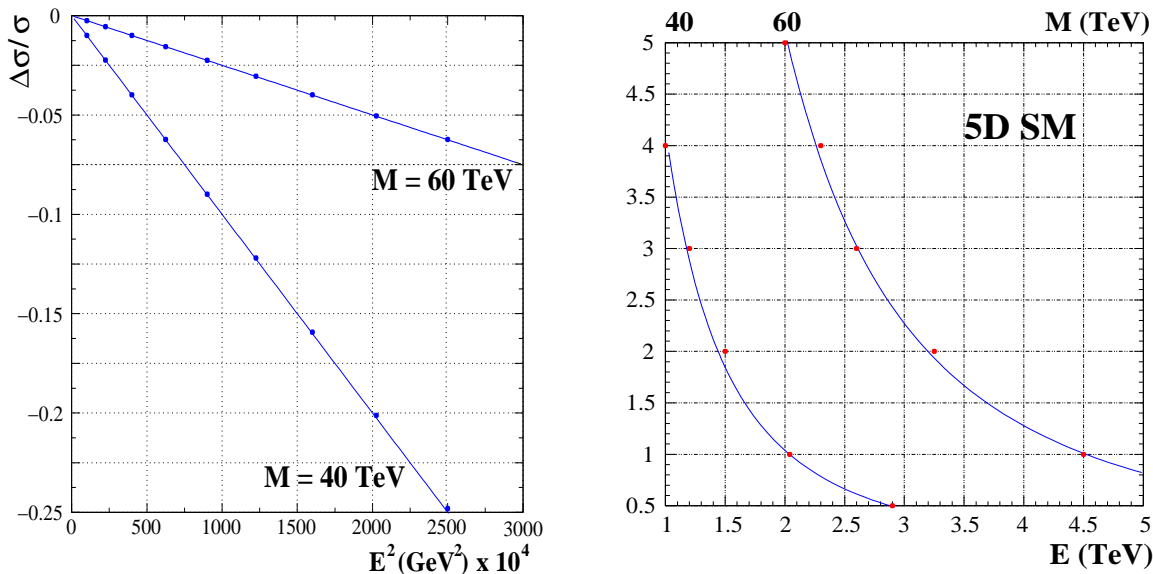 Δσ/σ
0
−0.05
−0.1
−0.15
−0.2
−0.25
M = 60 TeV
M = 40 TeV
0 500 1000 1500 2000 2500 3000
E² (GeV²) x 10⁴
40 60 M (TeV)
5
4.5
4
3.5
3
2.5
2
1.5
1
0.5
5D SM
1 1.5 2 2.5 3 3.5 4 4.5 5
E (TeV)